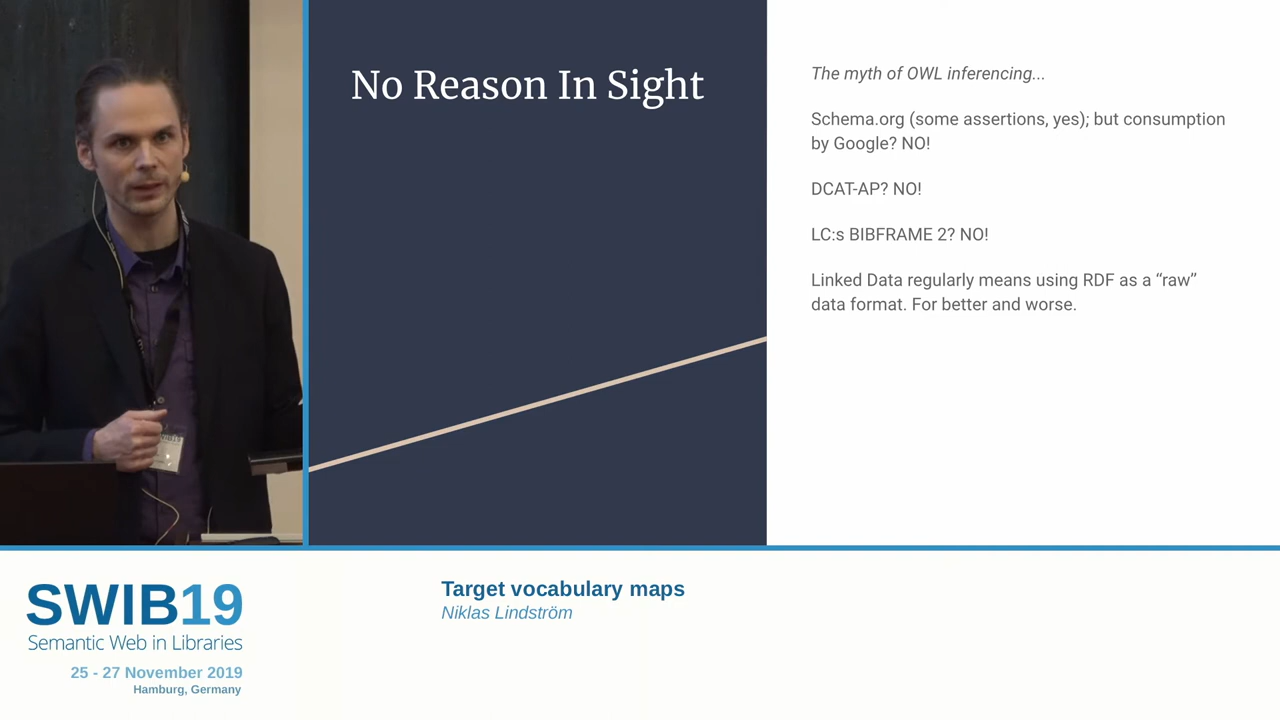 No Reason In Sight
The myth of OWL inferencing...
Schema.org (some assertions, yes); but consumption
by Google? NO!
DCAT-AP? NO!
LC:s BIBFRAME 2? NO!
Linked Data regularly means using RDF as a “raw”
data format. For better and worse.
SWIB19
Semantic Web in Libraries
25 - 27 November 2019
Hamburg, Germany
Target vocabulary maps
Niklas Lindström